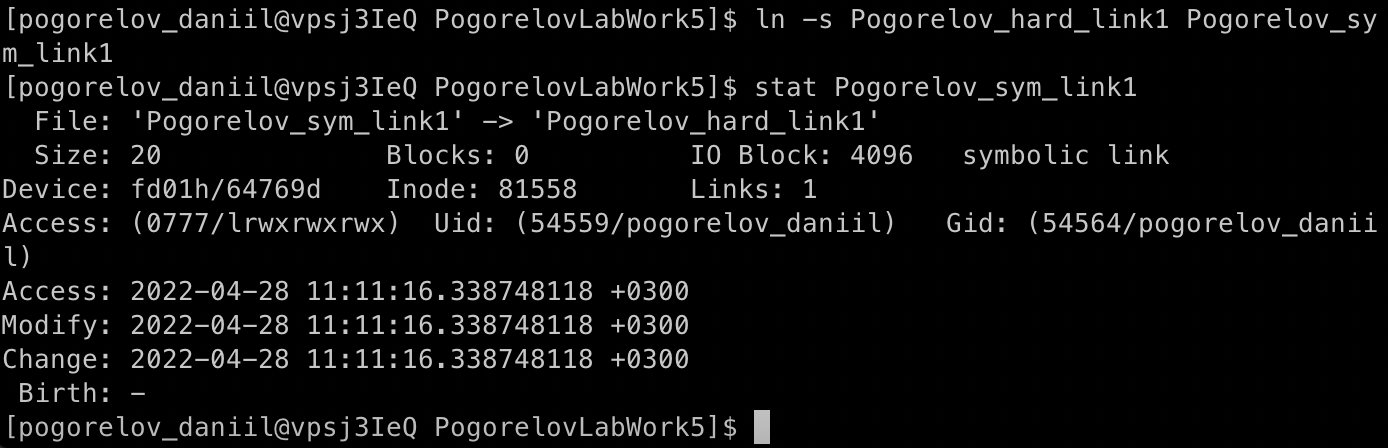 [pogorelov_daniil@vpsj3IeQ PogorelovLabWork5]$ ln -s Pogorelov_hard_link1 Pogorelov_sy
m_link1
[pogorelov_daniil@vpsj3IeQ PogorelovLabWork5]$ stat Pogorelov_sym_link1
  File: 'Pogorelov_sym_link1' -> 'Pogorelov_hard_link1'
  Size: 20              Blocks: 0          IO Block: 4096   symbolic link
Device: fd01h/64769d    Inode: 81558       Links: 1
Access: (0777/lrwxrwxrwx)  Uid: (54559/pogorelov_daniil)   Gid: (54564/pogorelov_danii
l)
Access: 2022-04-28 11:11:16.338748118 +0300
Modify: 2022-04-28 11:11:16.338748118 +0300
Change: 2022-04-28 11:11:16.338748118 +0300
 Birth: -
[pogorelov_daniil@vpsj3IeQ PogorelovLabWork5]$